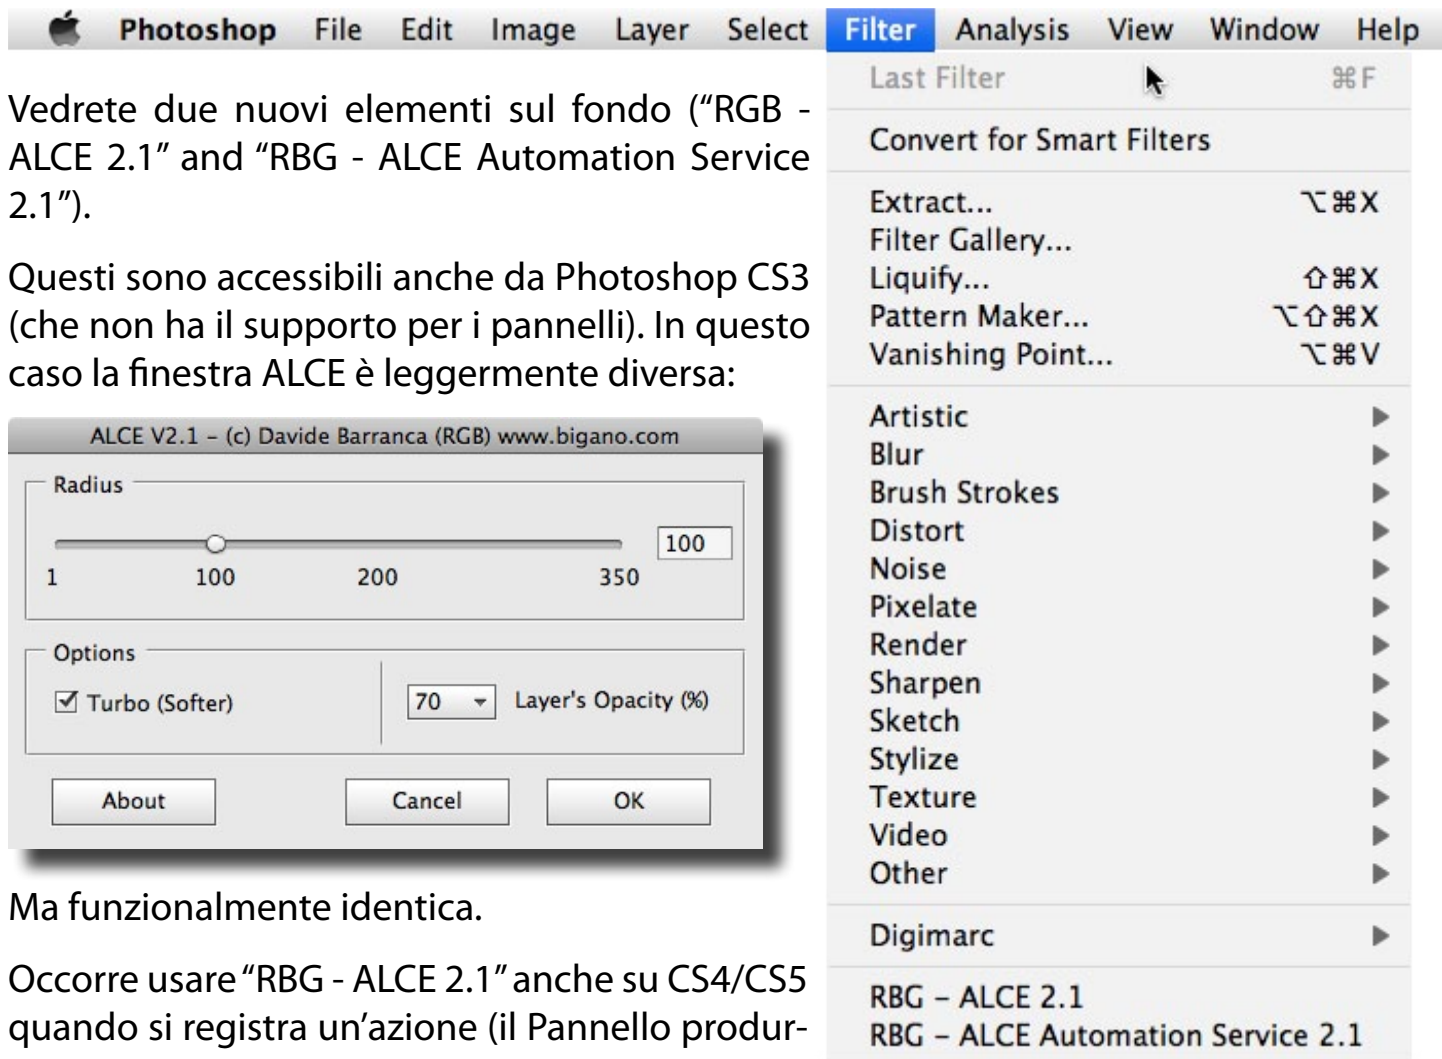 Photoshop File Edit Image Layer Select Filter Analysis View Window Help
Vedrete due nuovi elementi sul fondo (“RGB -
ALCE 2.1” and “RBG - ALCE Automation Service
2.1”).
Questi sono accessibili anche da Photoshop CS3
(che non ha il supporto per i pannelli). In questo
caso la finestra ALCE è leggermente diversa:
ALCE V2.1 – (c) Davide Barranca (RGB) www.bigano.com
Radius
100
1 100 200 350
Options
Turbo (Softer) 70 Layer's Opacity (%)
About Cancel OK
Ma funzionalmente identica.
Occorre usare “RBG - ALCE 2.1” anche su CS4/CS5
quando si registra un’azione (il Pannello produr-
Last Filter ⌘F
Convert for Smart Filters
Extract... ⌥⌘X
Filter Gallery...
Liquify... ⇧⌘X
Pattern Maker... ⌥⇧⌘X
Vanishing Point... ⌥⌘V
Artistic
Blur
Brush Strokes
Distort
Noise
Pixelate
Render
Sharpen
Sketch
Stylize
Texture
Video
Other
Digimarc
RBG – ALCE 2.1
RBG – ALCE Automation Service 2.1